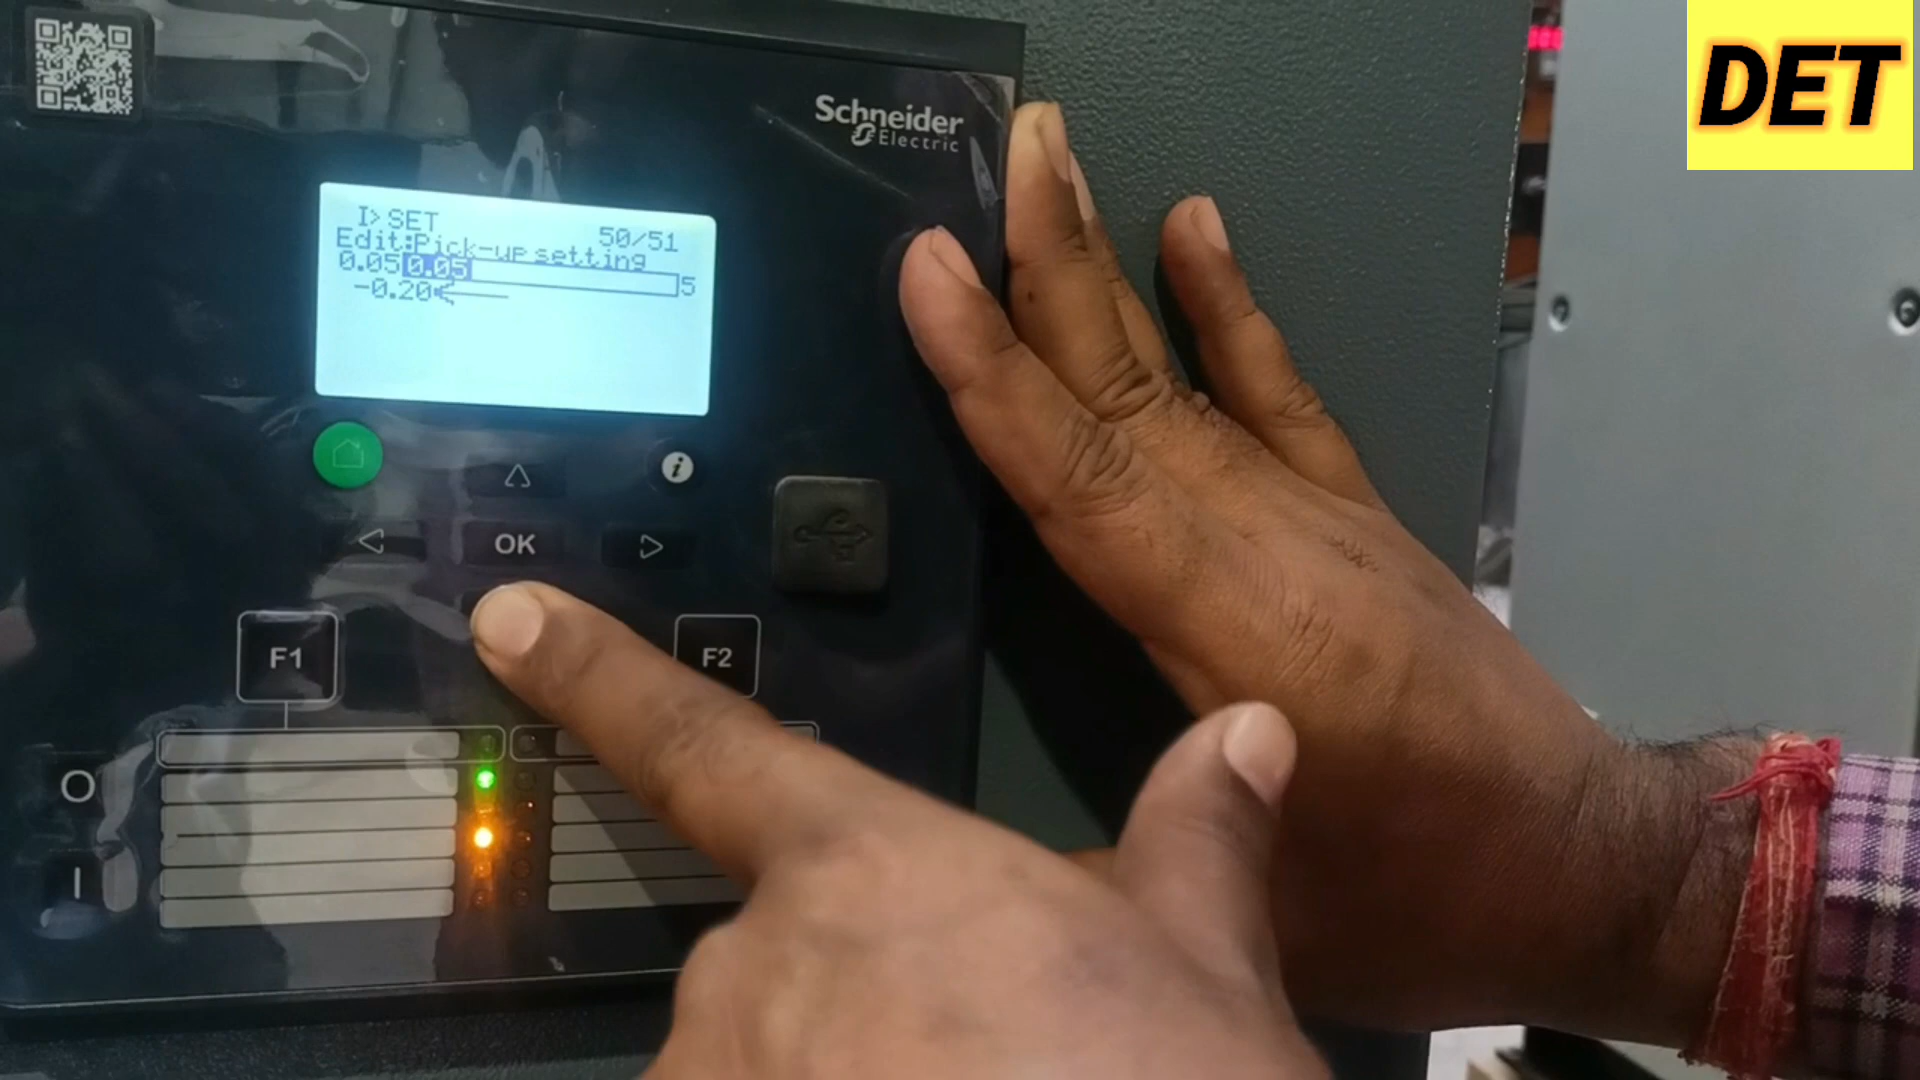 DET
Schneider
Electric
I> SET
50/51
Edit:Pick-up setting
0.05 0.05 5
-0.20
i
OK
F1
F2
O
I